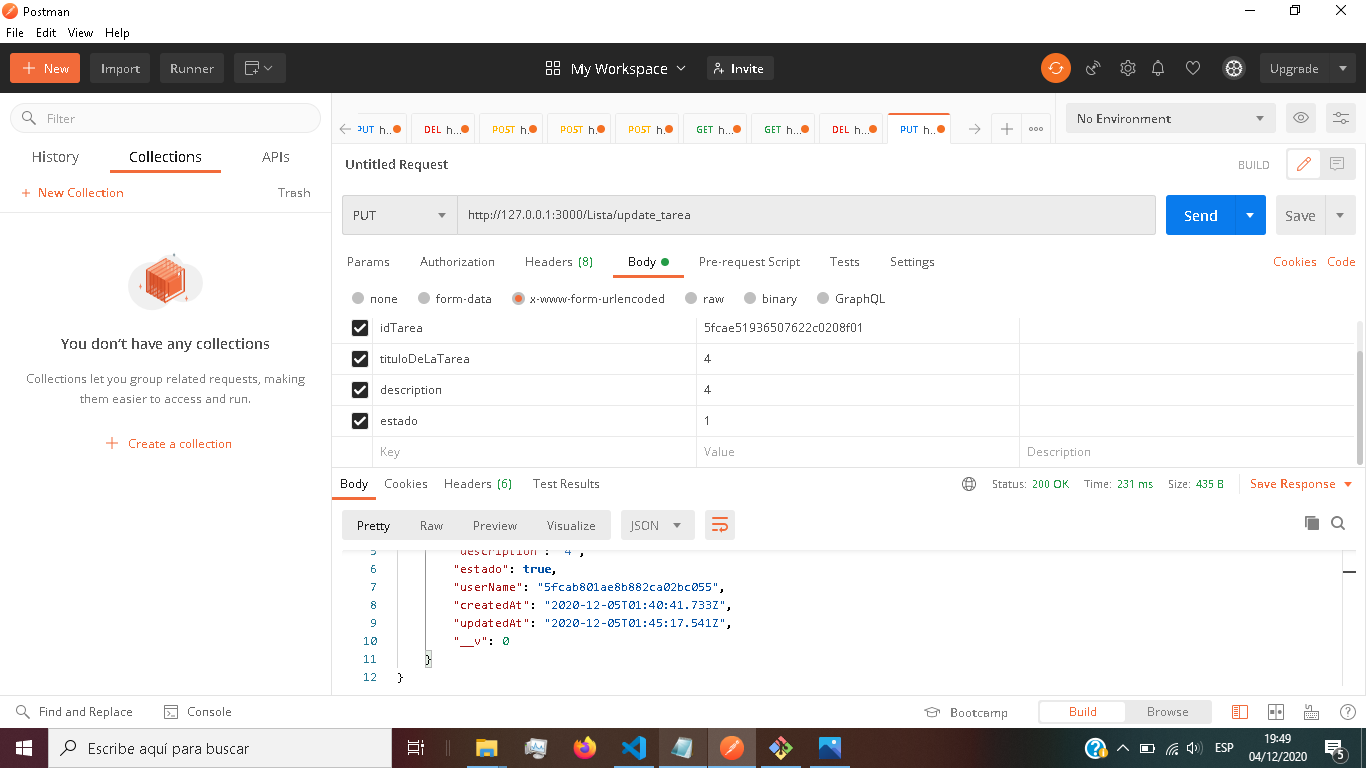 Postman
File Edit View Help
+ New Import Runner My Workspace Invite Upgrade
Filter
History Collections APIs
+ New Collection Trash
You don't have any collections
Collections let you group related requests, making
them easier to access and run.
+ Create a collection
PUT h... DEL h... POST h... POST h... POST h... GET h... GET h... DEL h... PUT h... No Environment
Untitled Request BUILD
PUT http://127.0.0.1:3000/Lista/update_tarea Send Save
Params Authorization Headers (8) Body Pre-request Script Tests Settings Cookies Code
none form-data x-www-form-urlencoded raw binary GraphQL
idTarea 5fcae51936507622c0208f01
tituloDeLaTarea 4
description 4
estado 1
Key Value Description
Body Cookies Headers (6) Test Results Status: 200 OK Time: 231 ms Size: 435 B Save Response
Pretty Raw Preview Visualize JSON
5 "description": "4",
6 "estado": true,
7 "userName": "5fcab801ae8b882ca02bc055",
8 "createdAt": "2020-12-05T01:40:41.733Z",
9 "updatedAt": "2020-12-05T01:45:17.541Z",
10 "__v": 0
11 }
12 }
Find and Replace Console Bootcamp Build Browse
Escribe aquí para buscar ESP 19:49
04/12/2020 5